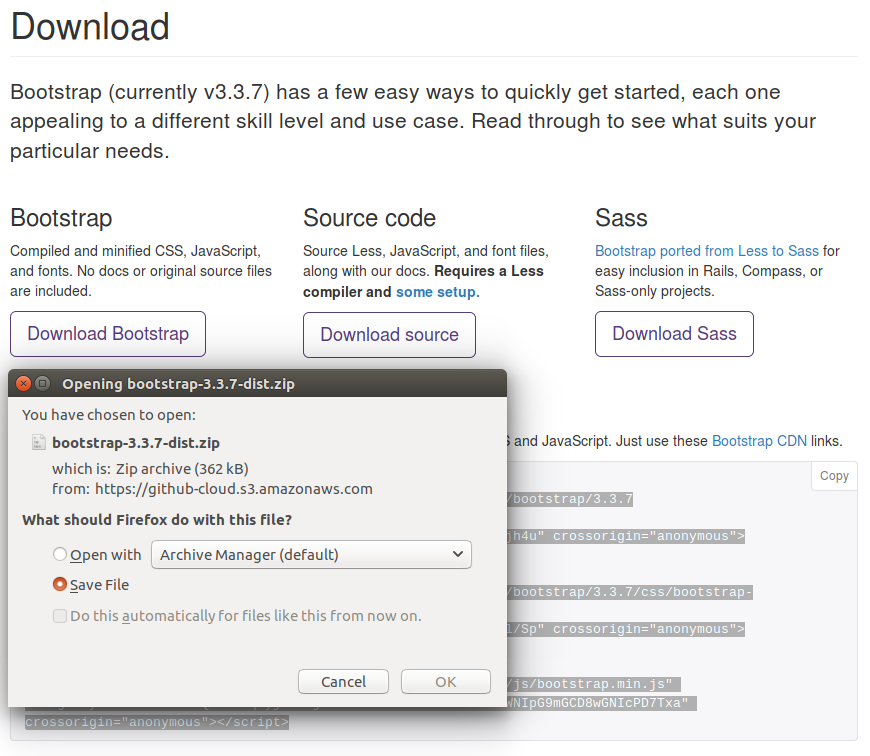 Download
Bootstrap (currently v3.3.7) has a few easy ways to quickly get started, each one
appealing to a different skill level and use case. Read through to see what suits your
particular needs.
Bootstrap
Compiled and minified CSS, JavaScript,
and fonts. No docs or original source files
are included.
Download Bootstrap
Source code
Source Less, JavaScript, and font files,
along with our docs. Requires a Less
compiler and some setup.
Download source
Sass
Bootstrap ported from Less to Sass for
easy inclusion in Rails, Compass, or
Sass-only projects.
Download Sass
Opening bootstrap-3.3.7-dist.zip
You have chosen to open:
bootstrap-3.3.7-dist.zip
which is: Zip archive (362 kB)
from: https://github-cloud.s3.amazonaws.com
What should Firefox do with this file?
Open with Archive Manager (default)
Save File
Do this automatically for files like this from now on.
Cancel OK
and JavaScript. Just use these Bootstrap CDN links.
Copy
/bootstrap/3.3.7
jh4u" crossorigin="anonymous">
/bootstrap/3.3.7/css/bootstrap-
l/Sp" crossorigin="anonymous">
/js/bootstrap.min.js"
WNIpG9mGCD8wGNIcPD7Txa"
crossorigin="anonymous"></script>